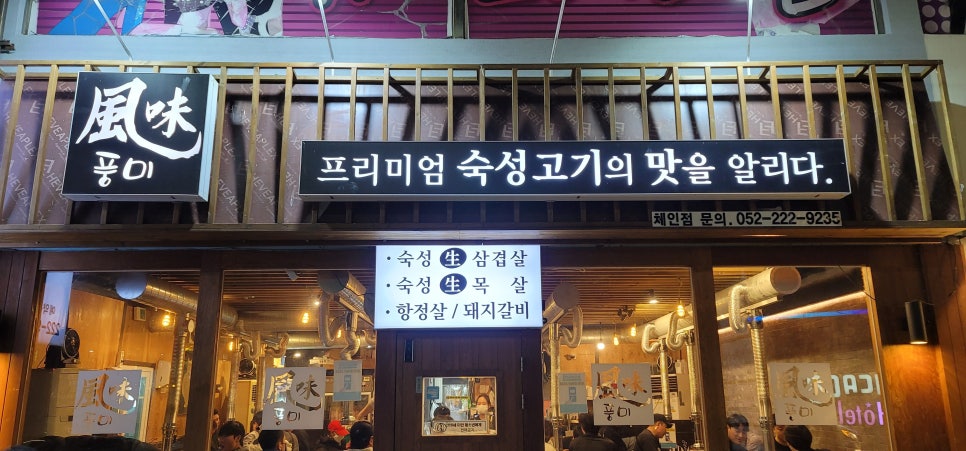 風味
풍미
프리미엄 숙성고기의 맛을 알리다.
체인점 문의. 052-222-9235
· 숙성 生 삼겹살
· 숙성 生 목 살
· 항정살 / 돼지갈비
風味
풍미
風味
풍미
風味
풍미
風味
풍미
222-
Hôtel